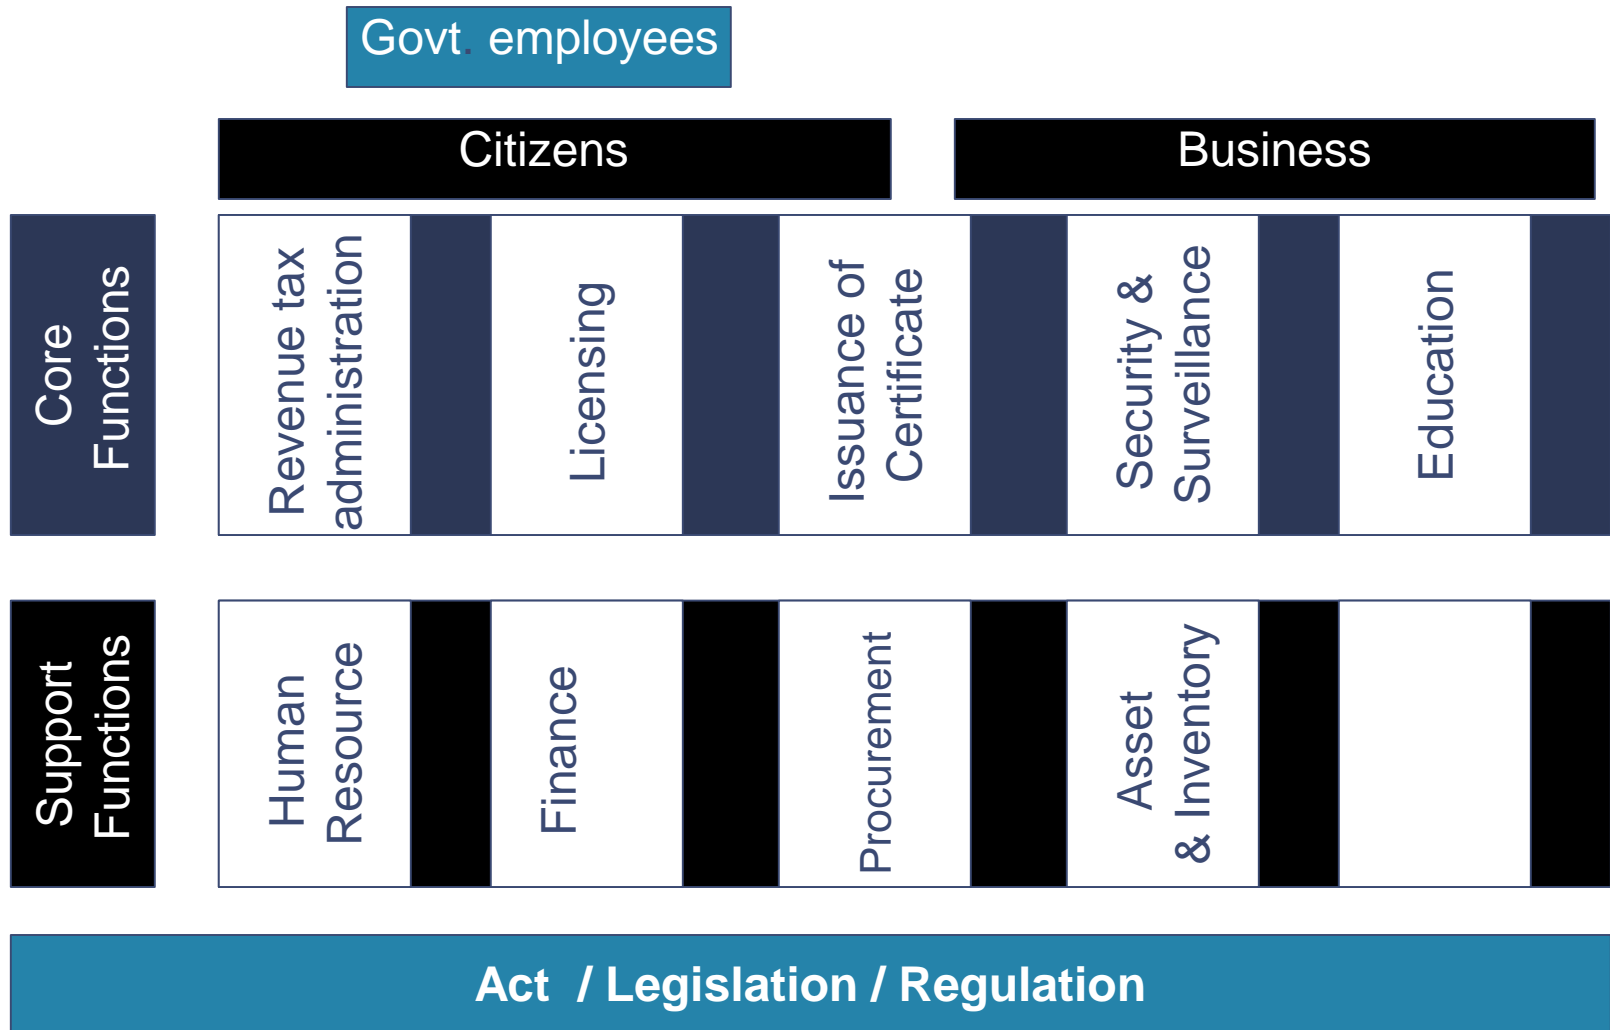 Govt. employees
Citizens
Business
Core
Functions
Revenue tax
administration
Licensing
Issuance of
Certificate
Security &
Surveillance
Education
Support
Functions
Human
Resource
Finance
Procurement
Asset
& Inventory
Act / Legislation / Regulation